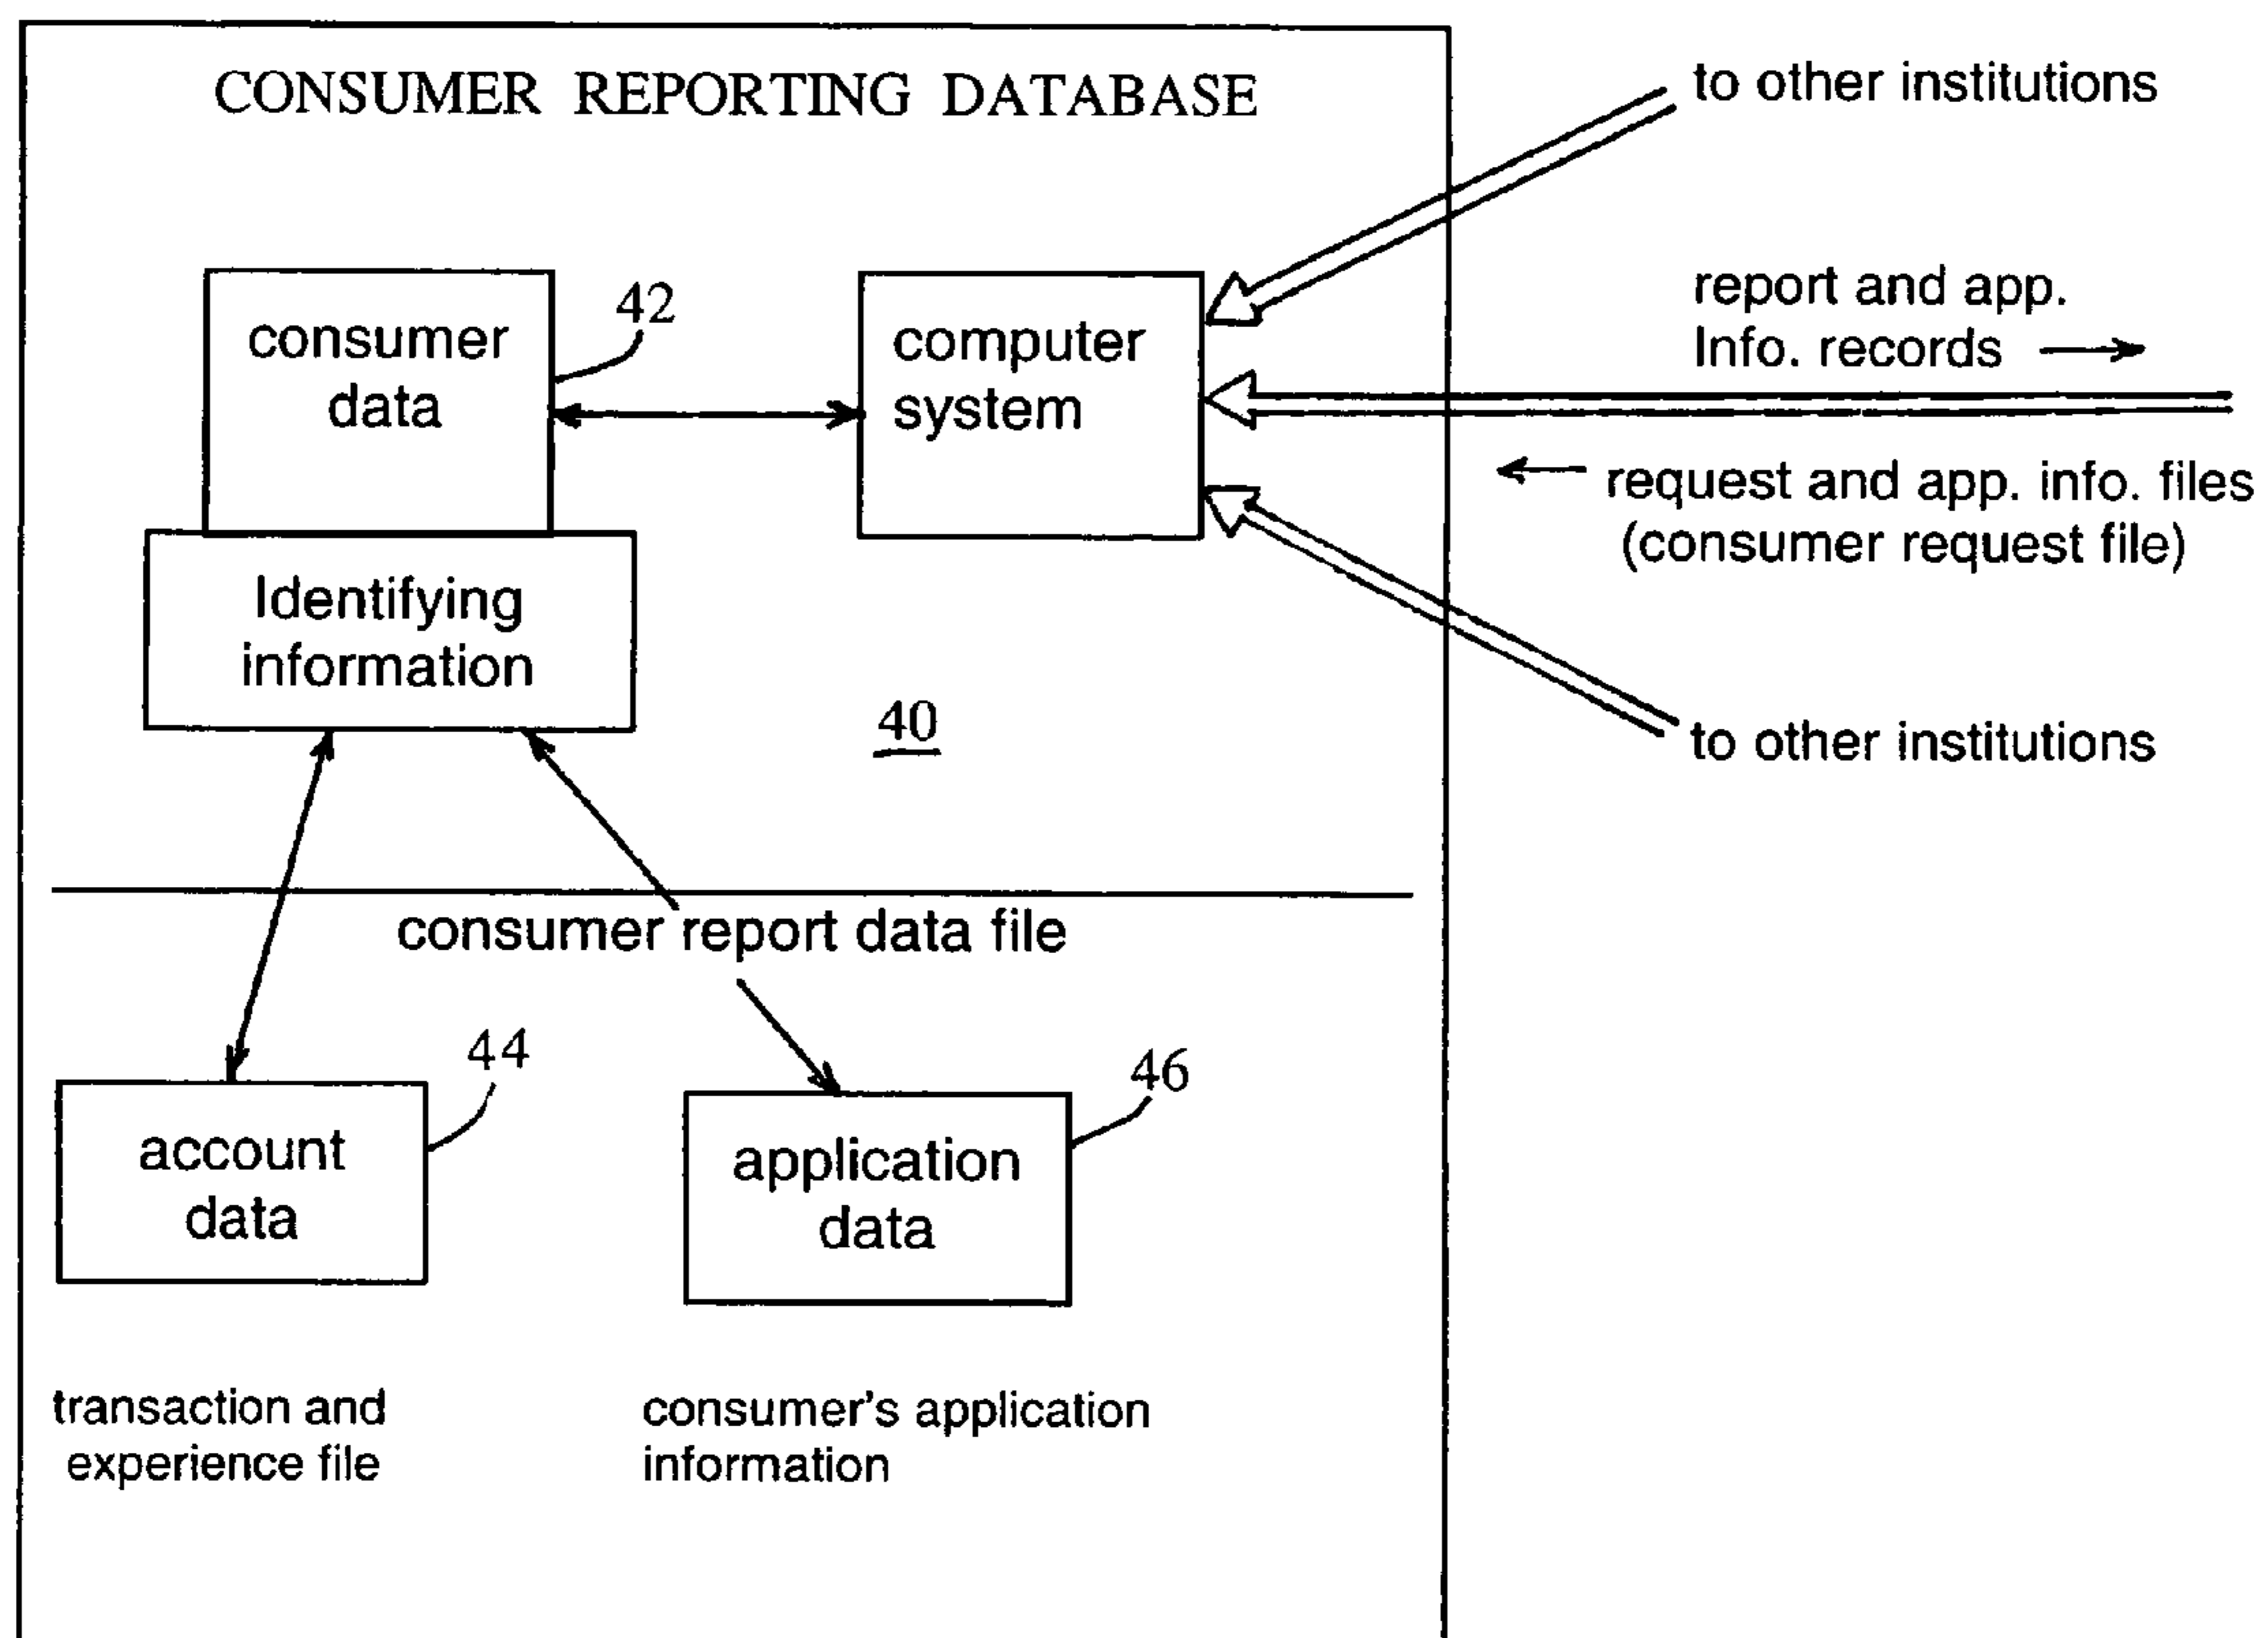 CONSUMER REPORTING DATABASE
to other institutions
report and app.
Info. records
consumer
data
42
computer
system
request and app. info. files
(consumer request file)
Identifying
information
40
to other institutions
consumer report data file
44
46
account
data
application
data
transaction and
experience file
consumer's application
information